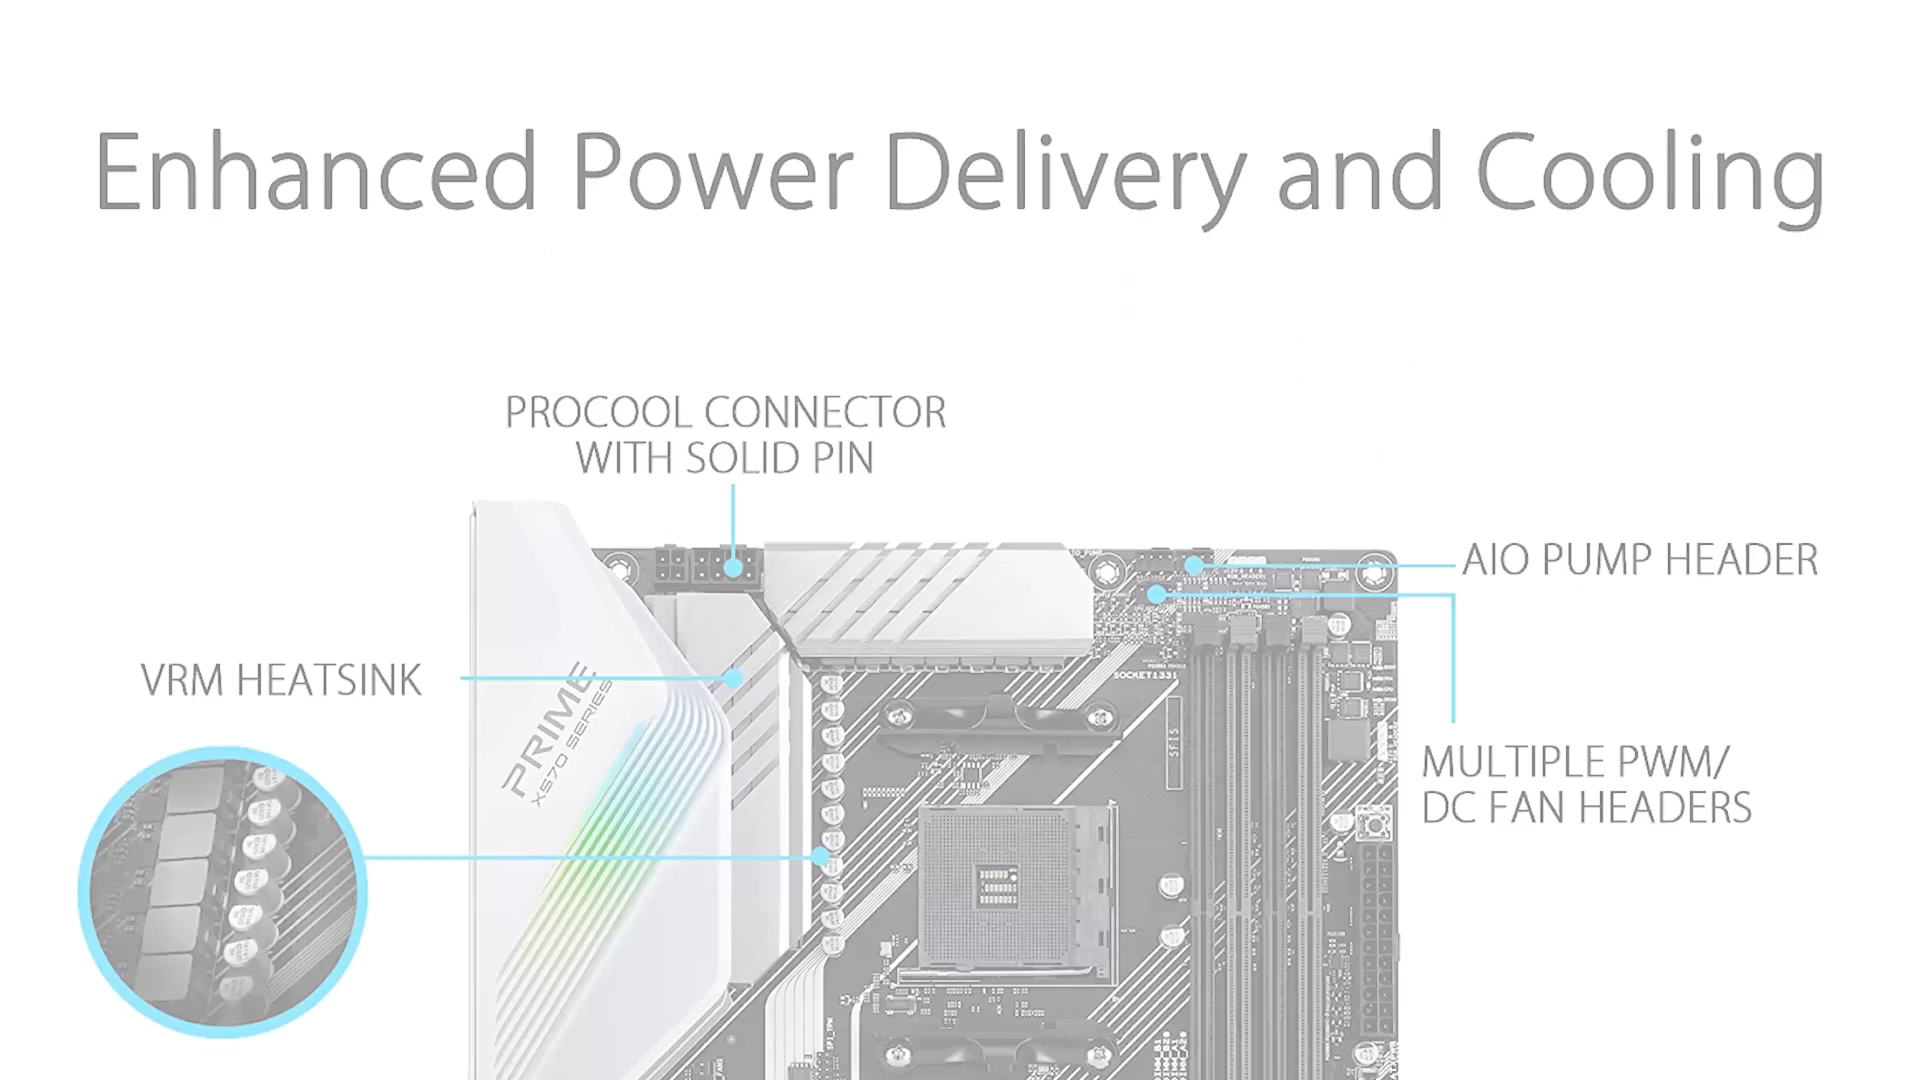 Enhanced Power Delivery and Cooling
PROCOOL CONNECTOR
WITH SOLID PIN
AIO PUMP HEADER
VRM HEATSINK
PRIME
X570 SERIES
SOCKET1331
MULTIPLE PWM/
DC FAN HEADERS